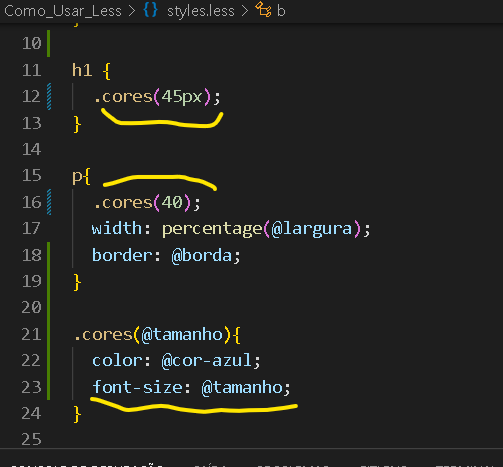 Como_Usar_Less > {} styles.less > b
10
11 h1 {
12 .cores(45px);
13 }
14
15 p{
16 .cores(40);
17 width: percentage(@largura);
18 border: @borda;
19 }
20
21 .cores(@tamanho){
22 color: @cor-azul;
23 font-size: @tamanho;
24 }
25